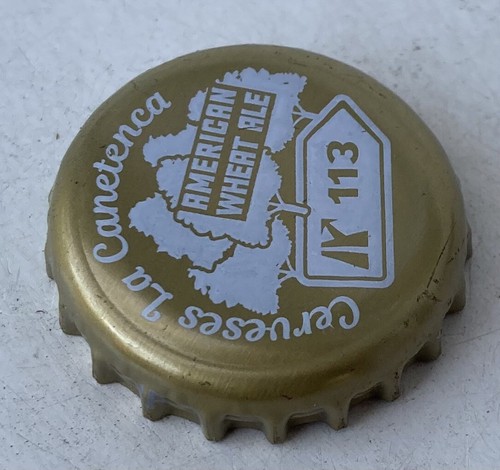 Cerveses La Canetenca
AMERICAN
WHEAT ALE
113